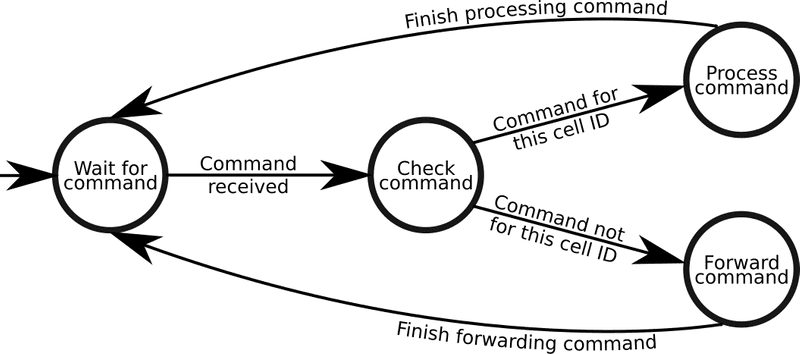 Finish processing command
Process
command
Command for
this cell ID
Wait for
command
Command
received
Check
command
Command not
for this cell ID
Forward
command
Finish forwarding command